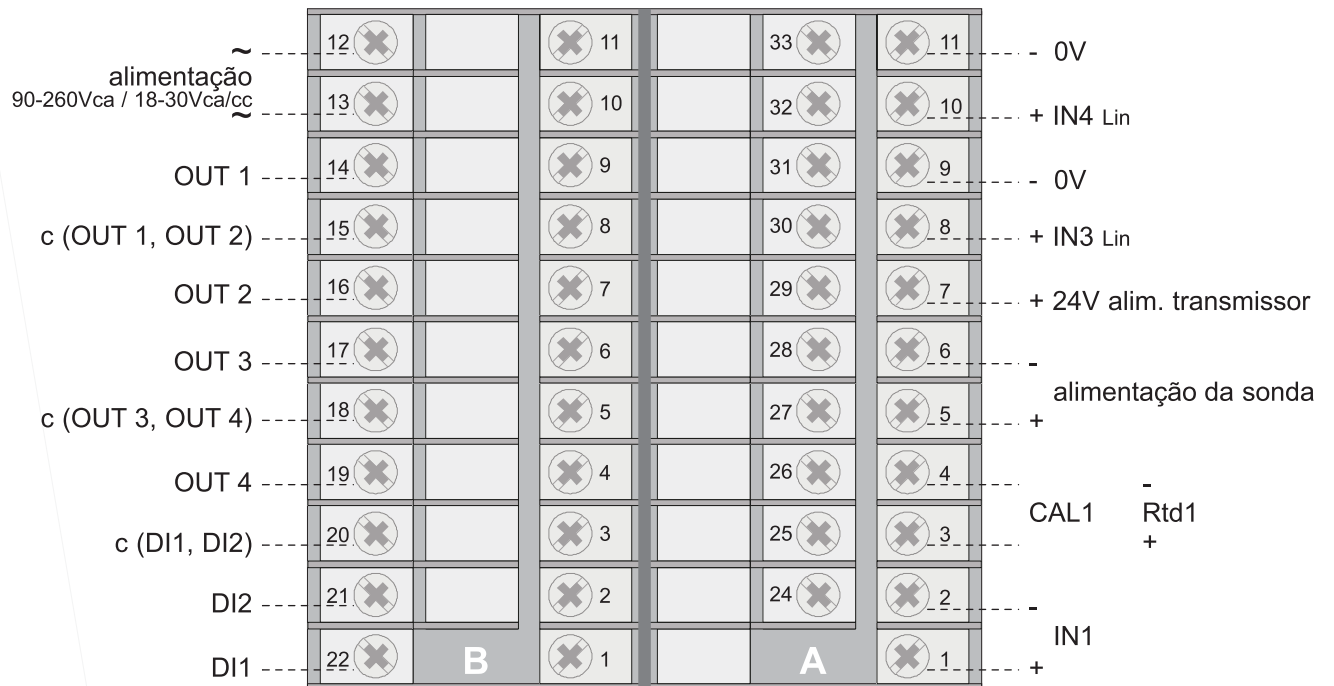 ~ 12 11 33 11 - 0V
alimentação
90-260Vca / 18-30Vca/cc
~ 13 10 32 10 + IN4 Lin
OUT 1 14 9 31 9 - 0V
c (OUT 1, OUT 2) 15 8 30 8 + IN3 Lin
OUT 2 16 7 29 7 + 24V alim. transmissor
OUT 3 17 6 28 6 -
alimentação da sonda
c (OUT 3, OUT 4) 18 5 27 5 +
OUT 4 19 4 26 4 -
CAL1 Rtd1
c (DI1, DI2) 20 3 25 3 +
DI2 21 2 24 2 -
IN1
DI1 22 B 1 A 1 +